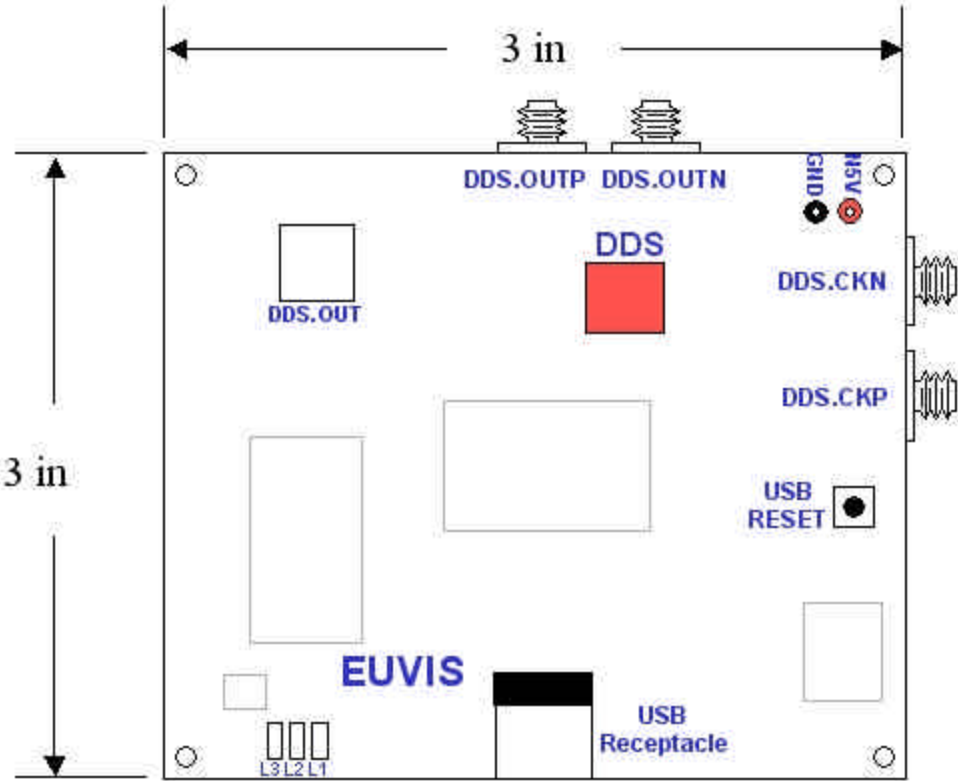 3 in
DDS.OUTP DDS.OUTN
GND
N5V
DDS
DDS.CKN
DDS.OUT
DDS.CKP
3 in
USB
RESET
EUVIS
USB
Receptacle
L3 L2 L1